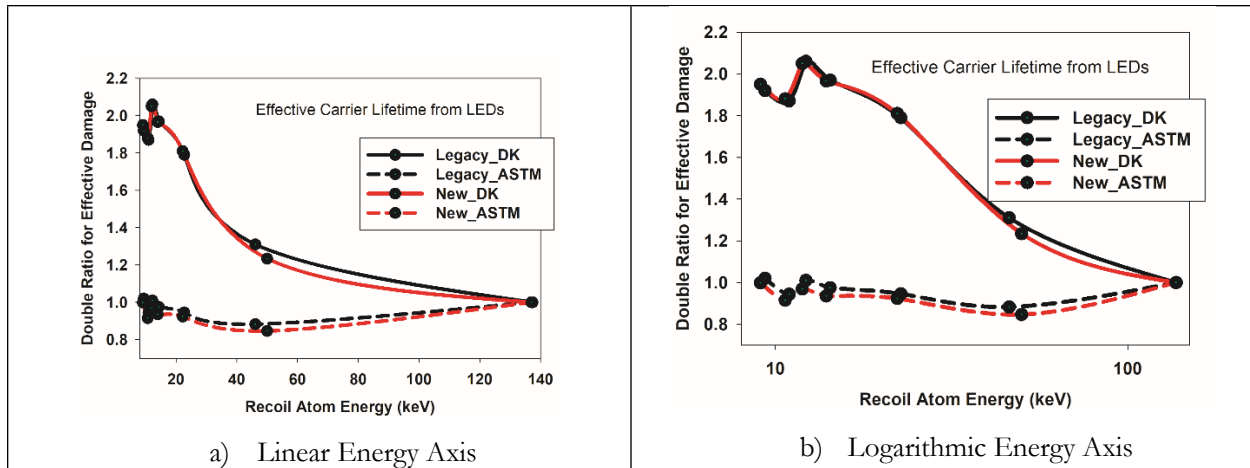 2.2
2.0
1.8
1.6
1.4
1.2
1.0
0.8
Double Ratio for Effective Damage
Effective Carrier Lifetime from LEDs
Legacy_DK
Legacy_ASTM
New_DK
New_ASTM
20 40 60 80 100 120 140
Recoil Atom Energy (keV)
a) Linear Energy Axis
2.2
2.0
1.8
1.6
1.4
1.2
1.0
0.8
Double Ratio for Effective Damage
Effective Carrier Lifetime from LEDs
Legacy_DK
Legacy_ASTM
New_DK
New_ASTM
10 100
Recoil Atom Energy (keV)
b) Logarithmic Energy Axis